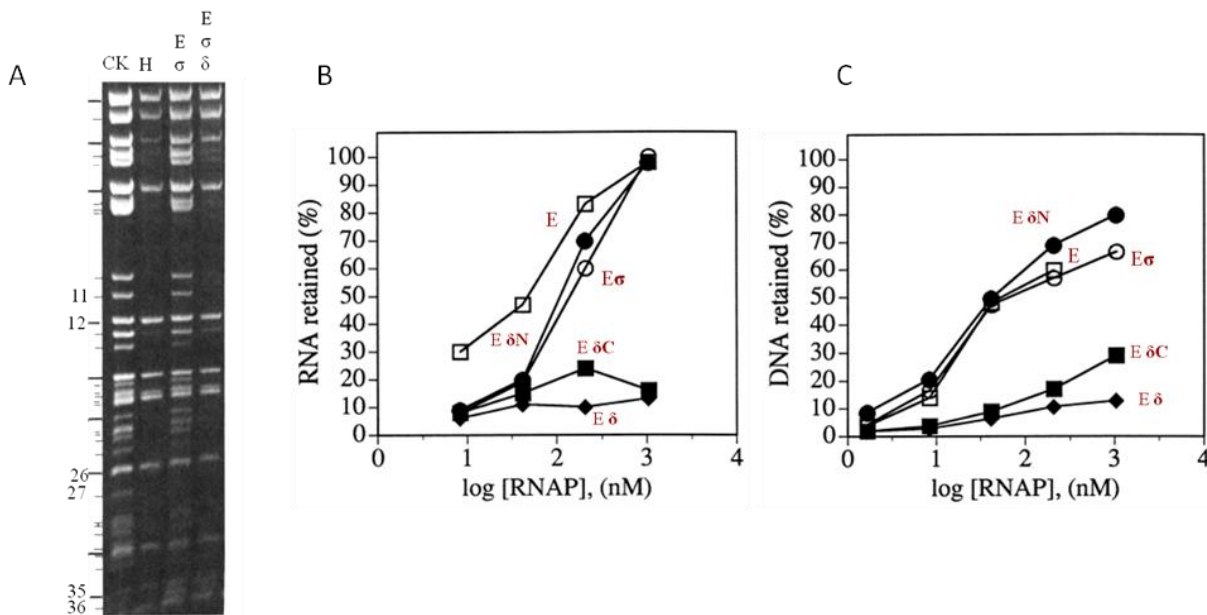 A
CK H E σ E σ δ
11
12
26
27
35
36
B
RNA retained (%)
100
90
80
70
60
50
40
30
20
10
0
E
E δN
Eσ
E δC
E δ
0 1 2 3 4
log [RNAP], (nM)
C
DNA retained (%)
100
90
80
70
60
50
40
30
20
10
0
E δN
E
Eσ
E δC
E δ
0 1 2 3 4
log [RNAP], (nM)